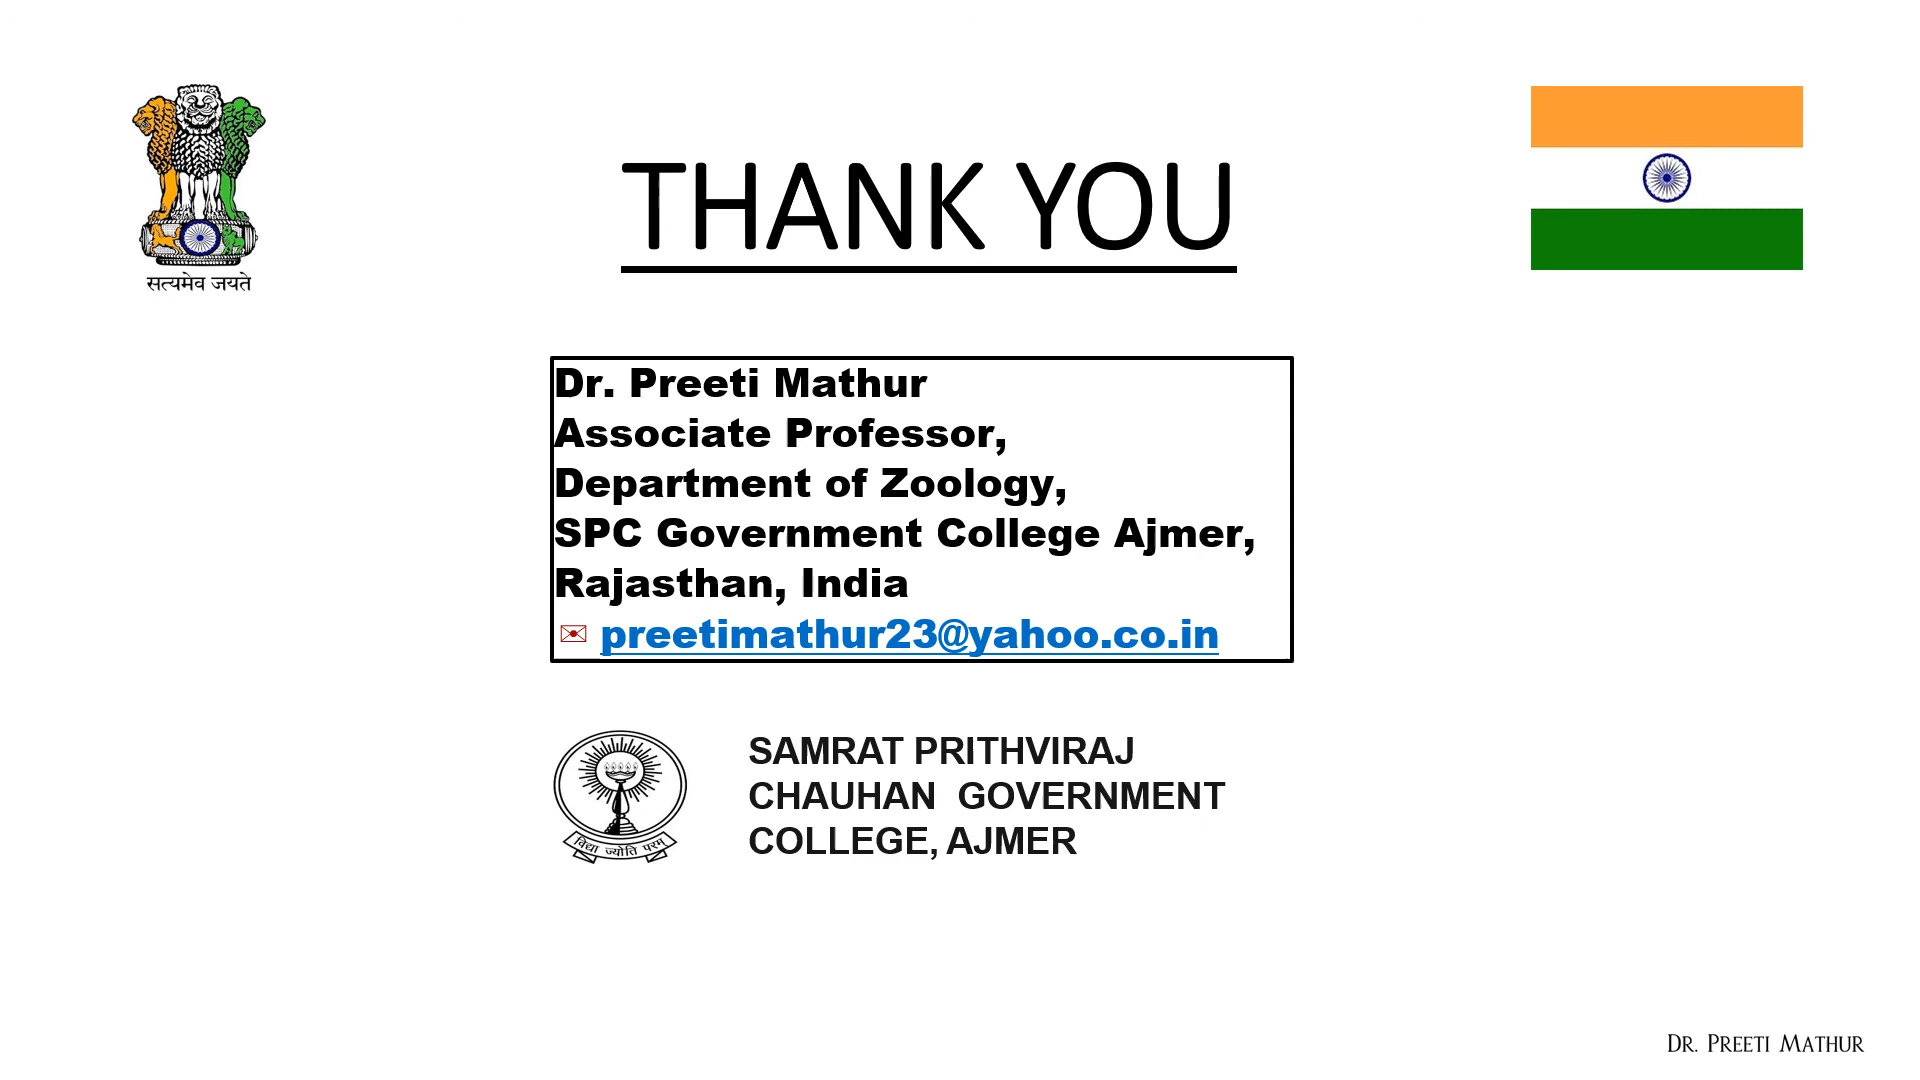 सत्यमेव जयते
THANK YOU
Dr. Preeti Mathur
Associate Professor,
Department of Zoology,
SPC Government College Ajmer,
Rajasthan, India
preetimathur23@yahoo.co.in
विद्या ज्योति परम्
SAMRAT PRITHVIRAJ
CHAUHAN GOVERNMENT
COLLEGE, AJMER
DR. PREETI MATHUR